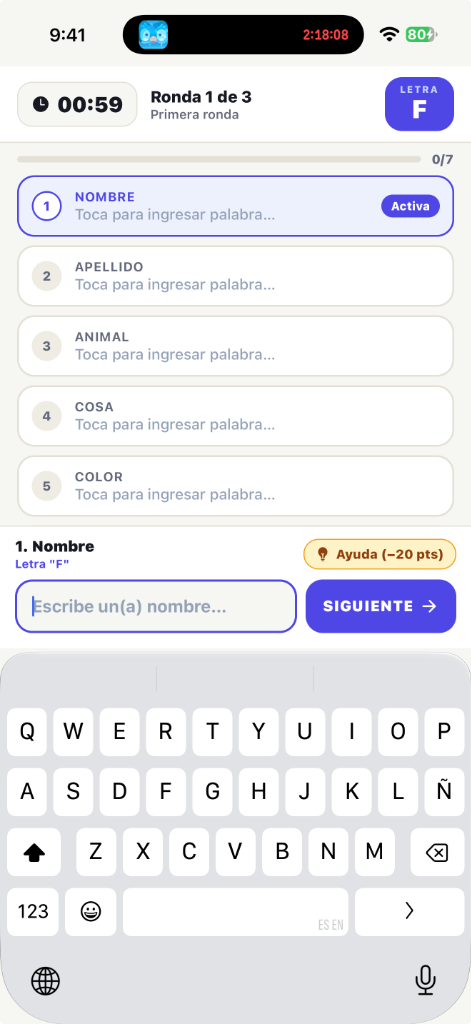 9:41
2:18:08
80
00:59
Ronda 1 de 3
Primera ronda
LETRA
F
0/7
1
NOMBRE
Toca para ingresar palabra...
Activa
2
APELLIDO
Toca para ingresar palabra...
3
ANIMAL
Toca para ingresar palabra...
4
COSA
Toca para ingresar palabra...
5
COLOR
Toca para ingresar palabra...
1. Nombre
Letra "F"
Ayuda (−20 pts)
Escribe un(a) nombre...
SIGUIENTE →
Q W E R T Y U I O P
A S D F G H J K L Ñ
Z X C V B N M
123
ES EN